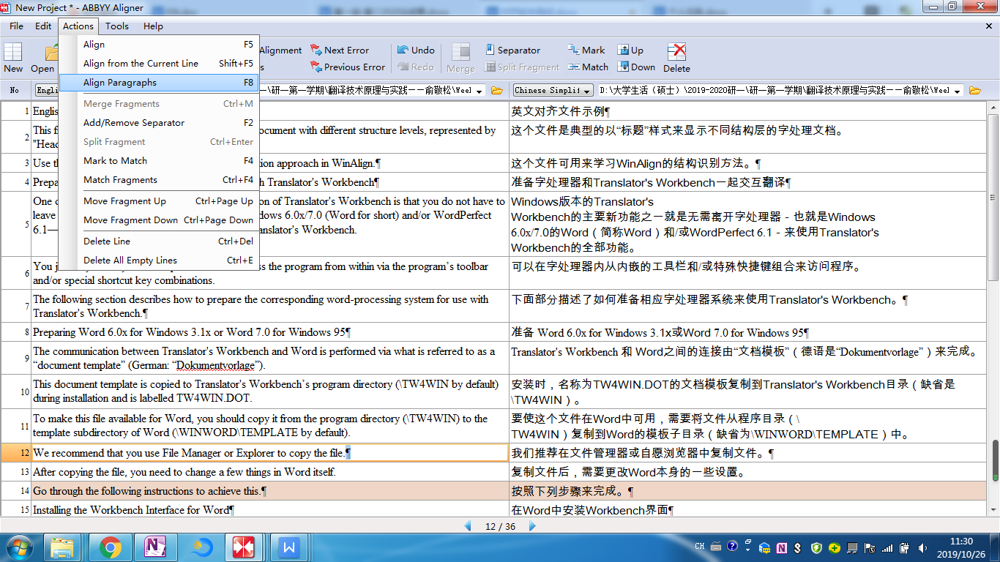 New Project * - ABBYY Aligner
File Edit Actions Tools Help
New Open
Alignment Next Error Undo Separator Mark Up
Previous Error Redo Merge Split Fragment Match Down Delete
Align F5
Align from the Current Line Shift+F5
Align Paragraphs F8
Merge Fragments Ctrl+M
Add/Remove Separator F2
Split Fragment Ctrl+Enter
Mark to Match F4
Match Fragments Ctrl+F4
Move Fragment Up Ctrl+Page Up
Move Fragment Down Ctrl+Page Down
Delete Line Ctrl+Del
Delete All Empty Lines Ctrl+E
No Engli \研一第一学期\翻译技术原理与实践——俞敬松\Weel Chinese Simplif D:\大学生活（硕士）\2019-2020研一\研一第一学期\翻译技术原理与实践——俞敬松\Weel
1 Englis 英文对齐文件示例¶
2 This f ocument with different structure levels, represented by
"Head
这个文件是典型的以“标题”样式来显示不同结构层的字处理文档。
3 Use th ion approach in WinAlign.¶ 这个文件可用来学习WinAlign的结构识别方法。¶
4 Prepa h Translator's Workbench¶ 准备字处理器和Translator's Workbench一起交互翻译¶
5 One o on of Translator's Workbench is that you do not have to
leave dows 6.0x/7.0 (Word for short) and/or WordPerfect
6.1— anslator's Workbench.
Windows版本的Translator's
Workbench的主要新功能之一就是无需离开字处理器－也就是Windows
6.0x/7.0的Word（简称Word）和/或WordPerfect 6.1－来使用Translator's
Workbench的全部功能。
6 You j ss the program from within via the program’s toolbar
and/or special shortcut key combinations.
可以在字处理器内从内嵌的工具栏和/或特殊快捷键组合来访问程序。
7 The following section describes how to prepare the corresponding word-processing system for use with
Translator's Workbench.¶
下面部分描述了如何准备相应字处理器系统来使用Translator's Workbench。¶
8 Preparing Word 6.0x for Windows 3.1x or Word 7.0 for Windows 95¶ 准备 Word 6.0x for Windows 3.1x或Word 7.0 for Windows 95¶
9 The communication between Translator's Workbench and Word is performed via what is referred to as a
“document template” (German: “Dokumentvorlage”).
Translator's Workbench 和 Word之间的连接由“文档模板”（德语是“Dokumentvorlage”）来完成。
10 This document template is copied to Translator's Workbench’s program directory (\TW4WIN by default)
during installation and is labelled TW4WIN.DOT.
安装时，名称为TW4WIN.DOT的文档模板复制到Translator's Workbench目录（缺省是
\TW4WIN）。
11 To make this file available for Word, you should copy it from the program directory (\TW4WIN) to the
template subdirectory of Word (\WINWORD\TEMPLATE by default).
要使这个文件在Word中可用，需要将文件从程序目录（\
TW4WIN）复制到Word的模板子目录（缺省为\WINWORD\TEMPLATE）中。
12 We recommend that you use File Manager or Explorer to copy the file.¶ 我们推荐在文件管理器或自愿浏览器中复制文件。¶
13 After copying the file, you need to change a few things in Word itself. 复制文件后，需要更改Word本身的一些设置。
14 Go through the following instructions to achieve this.¶ 按照下列步骤来完成。¶
15 Installing the Workbench Interface for Word¶ 在Word中安装Workbench界面¶
12 / 36
CH 11:30
2019/10/26